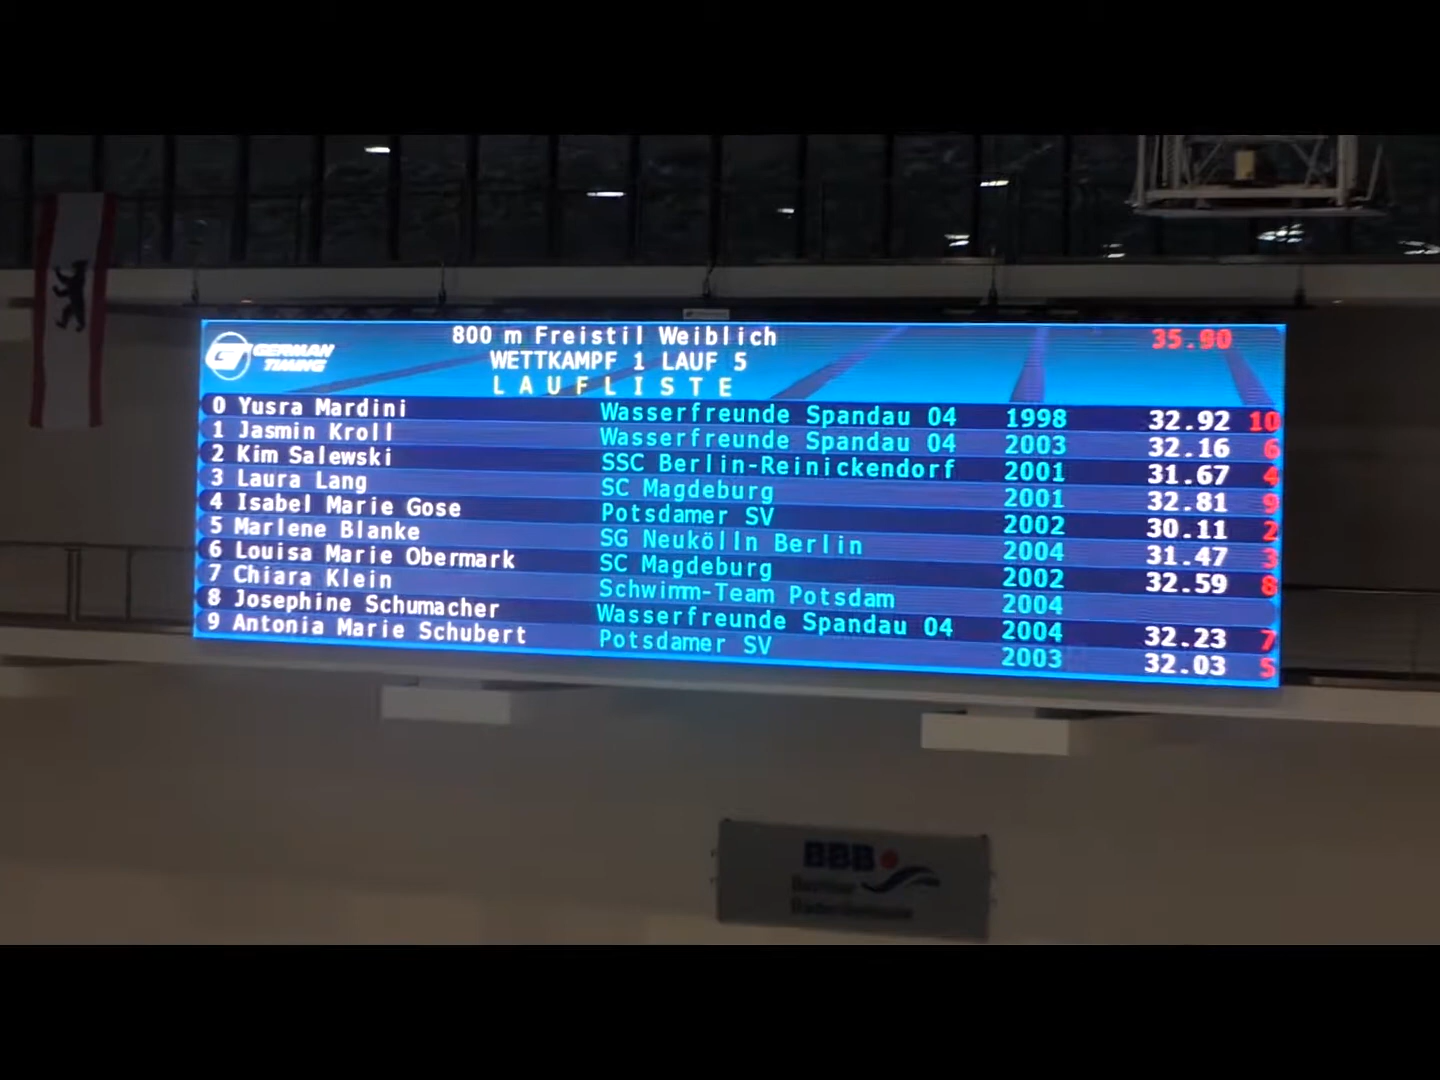 800 m Freistil Weiblich 35.90
GERMAN TIMING
WETTKAMPF 1 LAUF 5
LAUFLISTE
0 Yusra Mardini Wasserfreunde Spandau 04 1998 32.92 10
1 Jasmin Kroll Wasserfreunde Spandau 04 2003 32.16 6
2 Kim Salewski SSC Berlin-Reinickendorf 2001 31.67 4
3 Laura Lang SC Magdeburg 2001 32.81 9
4 Isabel Marie Gose Potsdamer SV 2002 30.11 2
5 Marlene Blanke SG Neukölln Berlin 2004 31.47 3
6 Louisa Marie Obermark SC Magdeburg 2002 32.59 8
7 Chiara Klein Schwimm-Team Potsdam 2004
8 Josephine Schumacher Wasserfreunde Spandau 04 2004 32.23 7
9 Antonia Marie Schubert Potsdamer SV 2003 32.03 5
BBB
Berliner
Bäderbetriebe